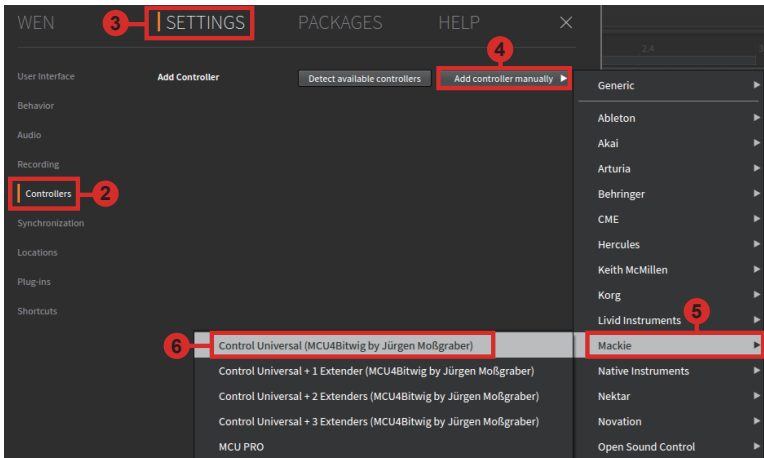 WEN
3
SETTINGS
PACKAGES
HELP
4
2.4
User Interface
Add Controller
Detect available controllers
Add controller manually
Generic
Behavior
Ableton
Audio
Akai
Recording
Arturia
Controllers
2
Behringer
Synchronization
CME
Locations
Hercules
Plug-ins
Keith McMillen
Shortcuts
Korg
Livid Instruments
5
6
Control Universal (MCU4Bitwig by Jürgen Moßgraber)
Mackie
Control Universal + 1 Extender (MCU4Bitwig by Jürgen Moßgraber)
Native Instruments
Control Universal + 2 Extenders (MCU4Bitwig by Jürgen Moßgraber)
Nektar
Control Universal + 3 Extenders (MCU4Bitwig by Jürgen Moßgraber)
Novation
MCU PRO
Open Sound Control